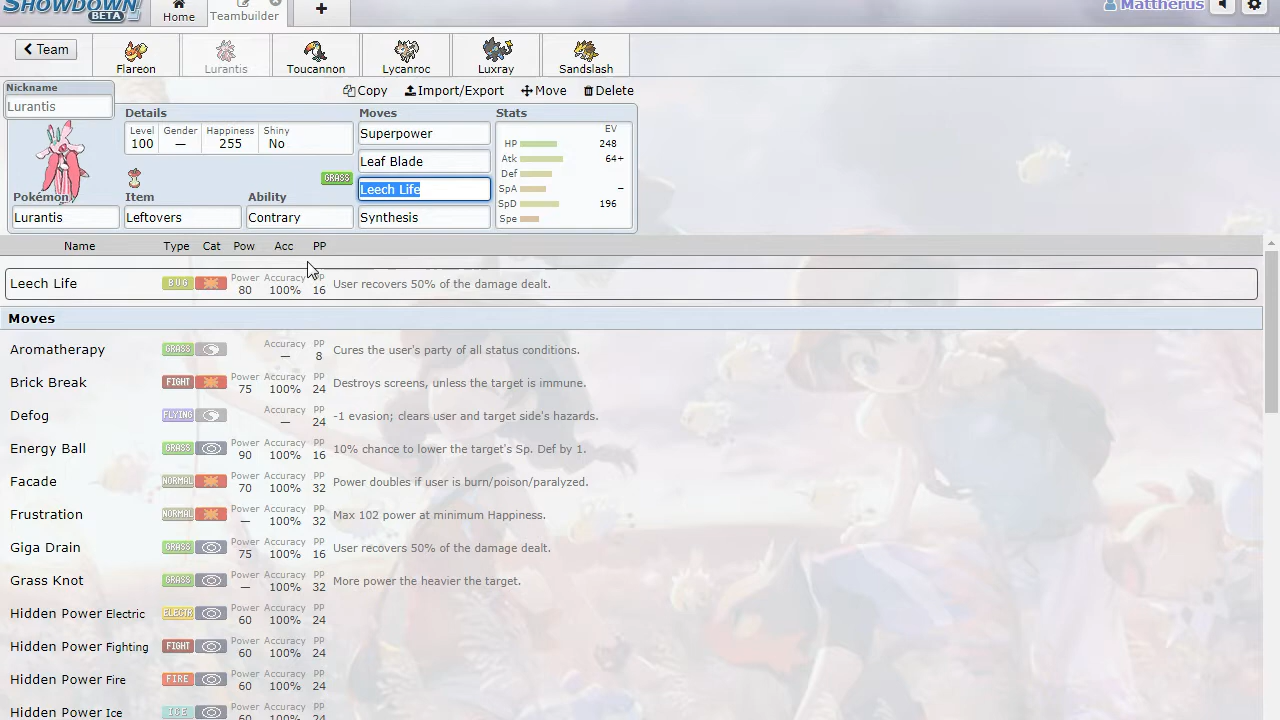 SHOWDOWN
BETA
Home
Teambuilder
+
Mattherus
Team
Flareon
Lurantis
Toucannon
Lycanroc
Luxray
Sandslash
Copy
Import/Export
Move
Delete
Nickname
Lurantis
Details
Level
100
Gender
—
Happiness
255
Shiny
No
GRASS
Pokémon
Lurantis
Item
Leftovers
Ability
Contrary
Moves
Superpower
Leaf Blade
Leech Life
Synthesis
Stats
EV
HP 248
Atk 64+
Def
SpA −
SpD 196
Spe
Name Type Cat Pow Acc PP
Leech Life BUG Power 80 Accuracy 100% PP 16 User recovers 50% of the damage dealt.
Moves
Aromatherapy GRASS Accuracy — PP 8 Cures the user's party of all status conditions.
Brick Break FIGHT Power 75 Accuracy 100% PP 24 Destroys screens, unless the target is immune.
Defog FLYING Accuracy — PP 24 -1 evasion; clears user and target side's hazards.
Energy Ball GRASS Power 90 Accuracy 100% PP 16 10% chance to lower the target's Sp. Def by 1.
Facade NORMAL Power 70 Accuracy 100% PP 32 Power doubles if user is burn/poison/paralyzed.
Frustration NORMAL Power — Accuracy 100% PP 32 Max 102 power at minimum Happiness.
Giga Drain GRASS Power 75 Accuracy 100% PP 16 User recovers 50% of the damage dealt.
Grass Knot GRASS Power — Accuracy 100% PP 32 More power the heavier the target.
Hidden Power Electric ELECTR Power 60 Accuracy 100% PP 24
Hidden Power Fighting FIGHT Power 60 Accuracy 100% PP 24
Hidden Power Fire FIRE Power 60 Accuracy 100% PP 24
Hidden Power Ice ICE Power 60 Accuracy 100% PP 24